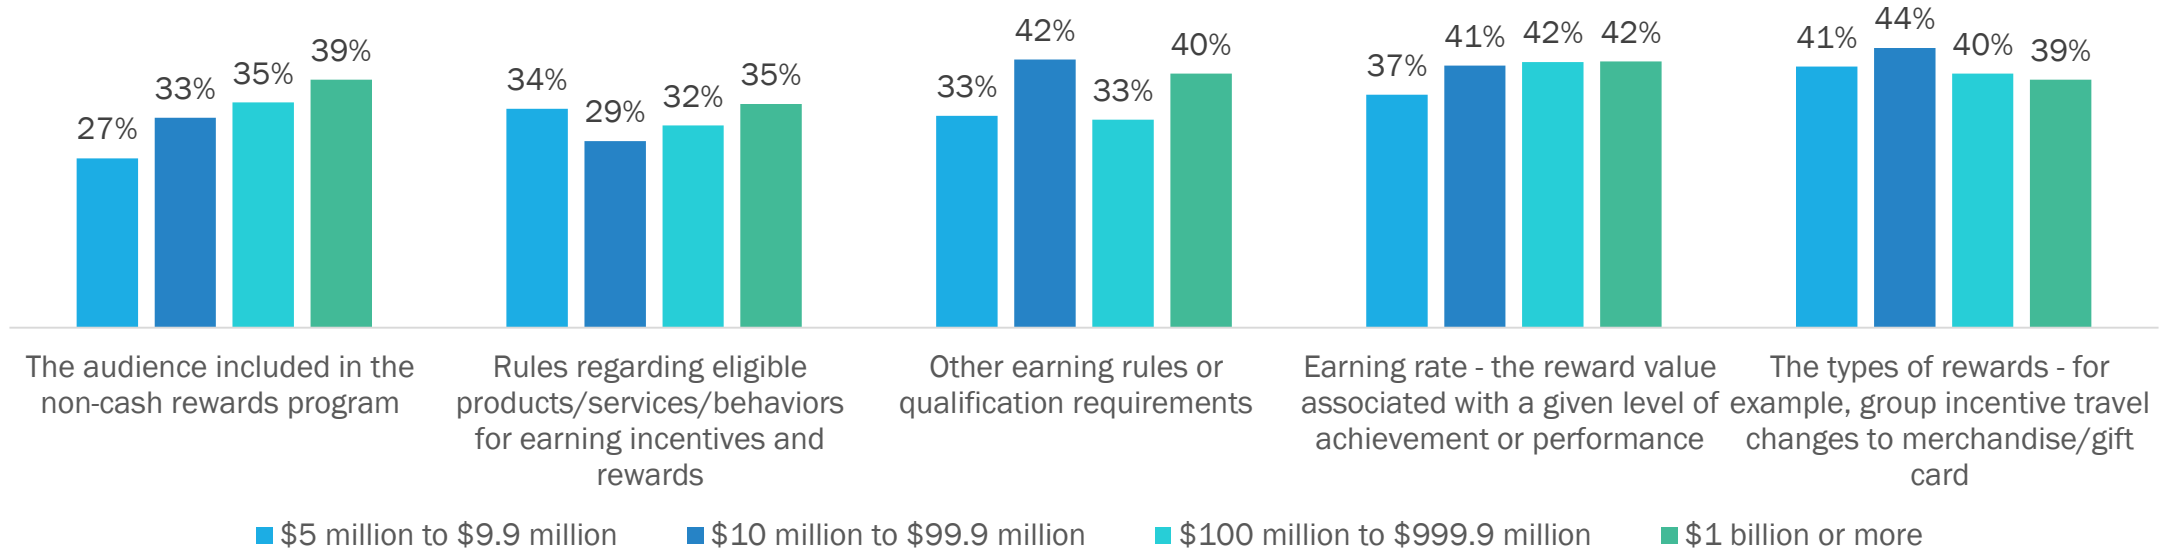 27%
33%
35%
39%
34%
29%
32%
35%
33%
42%
33%
40%
37%
41%
42%
42%
41%
44%
40%
39%
The audience included in the
non-cash rewards program
Rules regarding eligible
products/services/behaviors
for earning incentives and
rewards
Other earning rules or
qualification requirements
Earning rate - the reward value
associated with a given level of
achievement or performance
The types of rewards - for
example, group incentive travel
changes to merchandise/gift
card
$5 million to $9.9 million
$10 million to $99.9 million
$100 million to $999.9 million
$1 billion or more